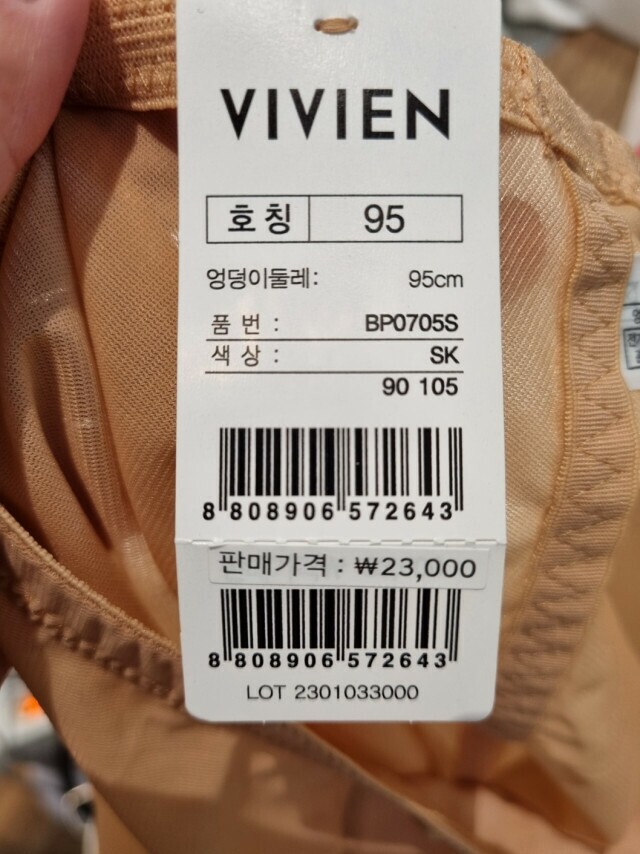 VIVIEN
호칭 95
엉덩이둘레: 95cm
품 번 : BP0705S
색 상 : SK
90 105
8 808906 572643
판매가격 : ₩23,000
8 808906 572643
LOT 2301033000